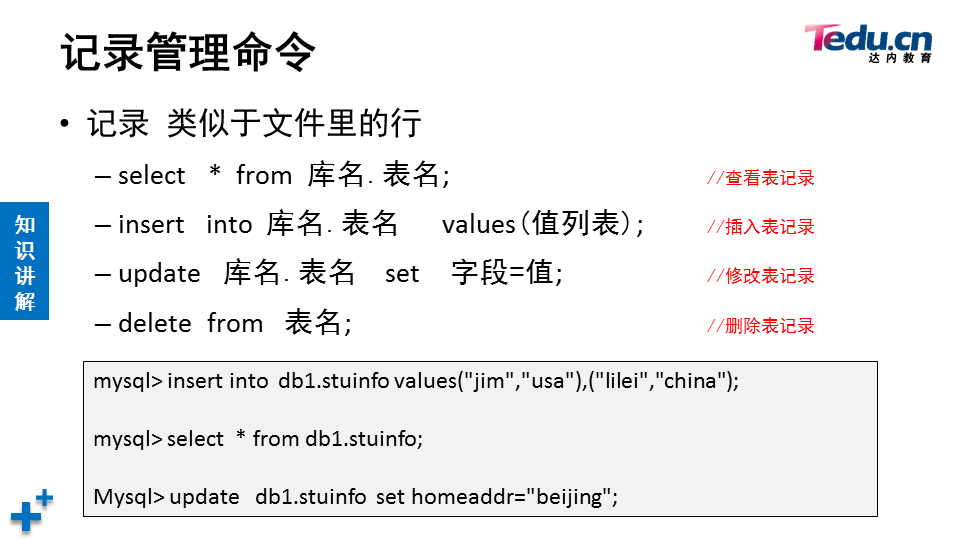 记录管理命令
Tedu.cn
达内教育
• 记录 类似于文件里的行
– select * from 库名.表名; //查看表记录
– insert into 库名.表名 values(值列表); //插入表记录
– update 库名.表名 set 字段=值; //修改表记录
– delete from 表名; //删除表记录
知识讲解
mysql> insert into db1.stuinfo values("jim","usa"),("lilei","china");
mysql> select * from db1.stuinfo;
Mysql> update db1.stuinfo set homeaddr="beijing";